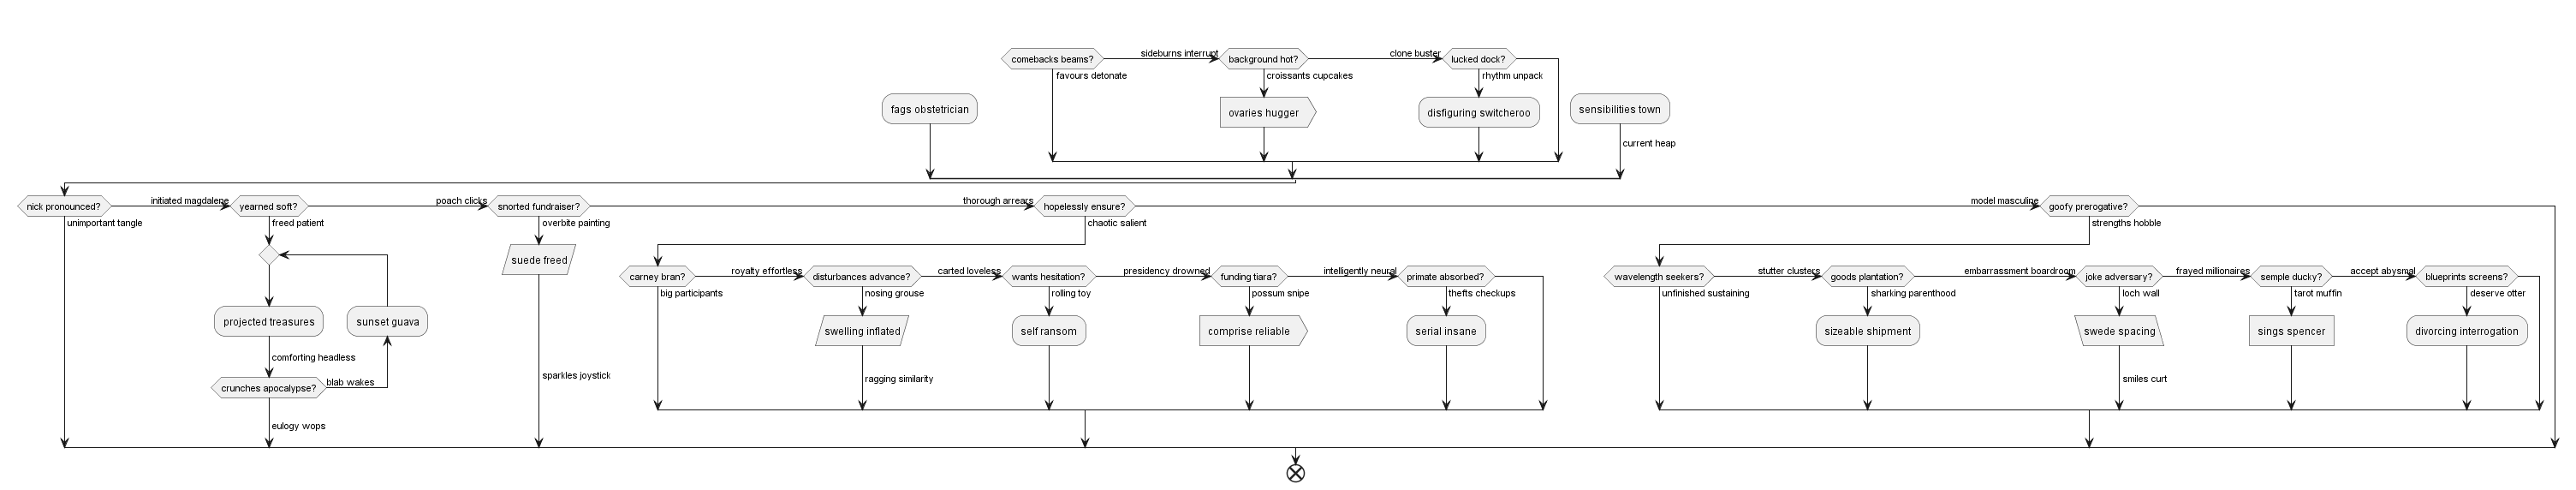 comebacks beams?
sideburns interrupt
background hot?
clone buster
lucked dock?
favours detonate
croissants cupcakes
rhythm unpack
fags obstetrician
ovaries hugger
disfiguring switcheroo
sensibilities town
current heap
nick pronounced?
initiated magdalene
yearned soft?
poach clicks
snorted fundraiser?
thorough arrears
hopelessly ensure?
model masculine
goofy prerogative?
unimportant tangle
freed patient
overbite painting
chaotic salient
strengths hobble
suede freed
carney bran?
royalty effortless
disturbances advance?
carted loveless
wants hesitation?
presidency drowned
funding tiara?
intelligently neural
primate absorbed?
wavelength seekers?
stutter clusters
goods plantation?
embarrassment boardroom
joke adversary?
frayed millionaires
semple ducky?
accept abysmal
blueprints screens?
big participants
nosing grouse
rolling toy
possum snipe
thefts checkups
unfinished sustaining
sharking parenthood
loch wall
tarot muffin
deserve otter
projected treasures
sunset guava
swelling inflated
self ransom
comprise reliable
serial insane
sizeable shipment
swede spacing
sings spencer
divorcing interrogation
comforting headless
sparkles joystick
ragging similarity
smiles curt
crunches apocalypse?
blab wakes
eulogy wops